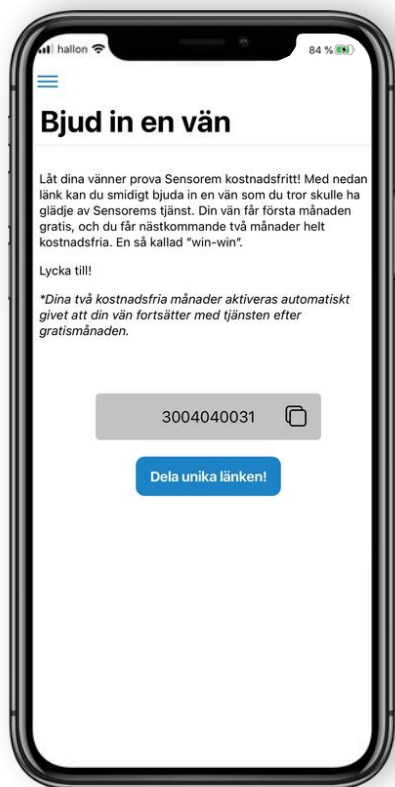 hallon
84 %
Bjud in en vän
Låt dina vänner prova Sensorem kostnadsfritt! Med nedan
länk kan du smidigt bjuda in en vän som du tror skulle ha
glädje av Sensorems tjänst. Din vän får första månaden
gratis, och du får nästkommande två månader helt
kostnadsfria. En så kallad ”win-win”.
Lycka till!
*Dina två kostnadsfria månader aktiveras automatiskt
givet att din vän fortsätter med tjänsten efter
gratismånaden.
3004040031
Dela unika länken!